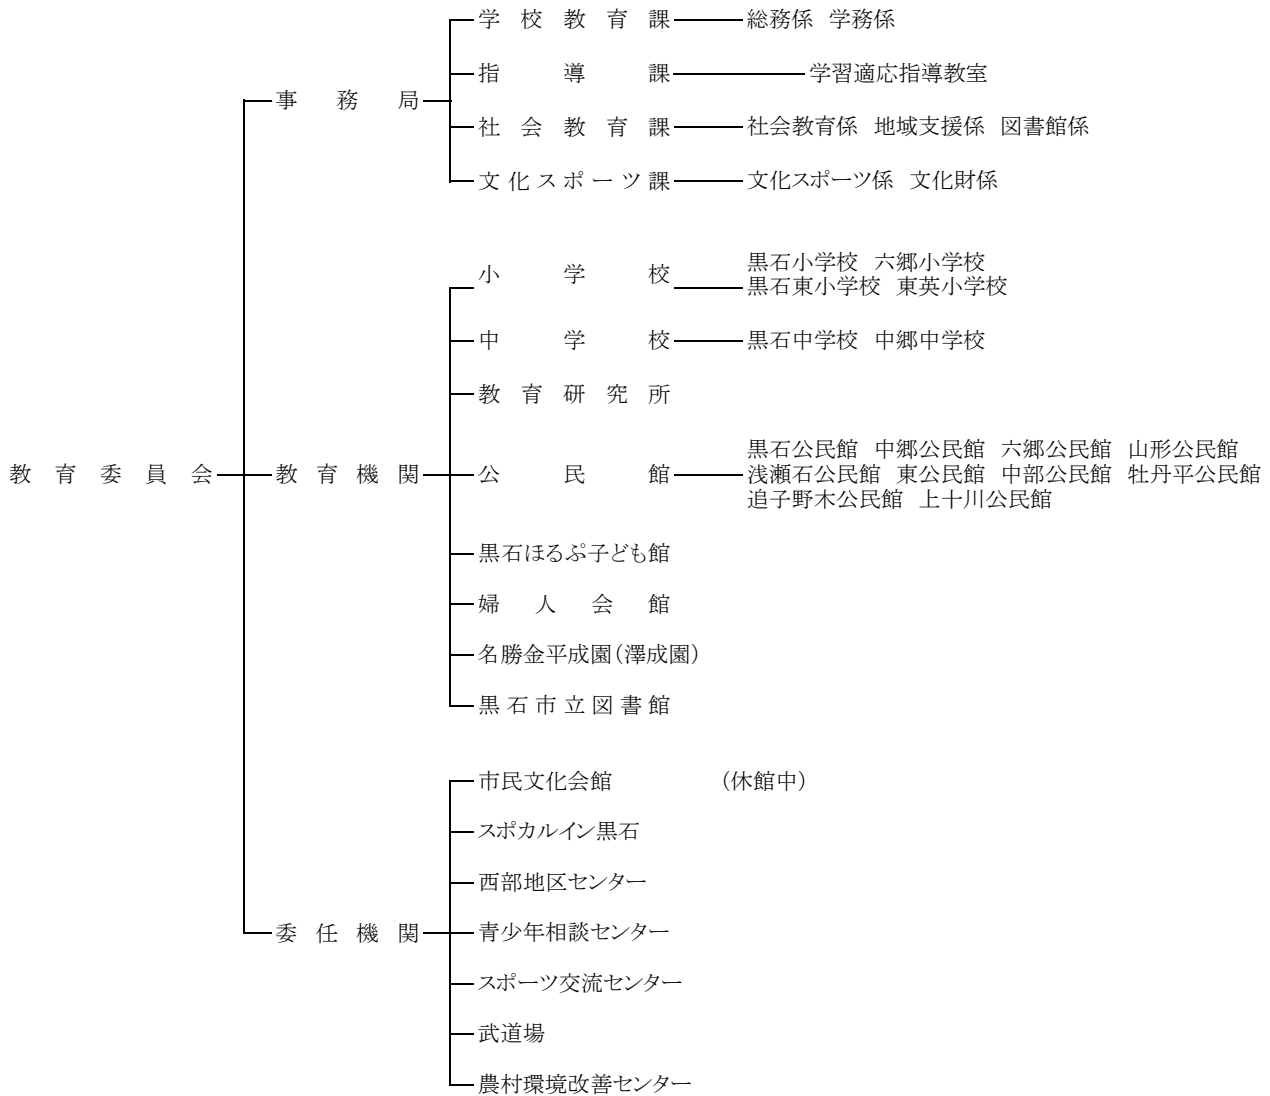 学校教育課 総務係 学務係
指導課 学習適応指導教室
事務局
社会教育課 社会教育係 地域支援係 図書館係
文化スポーツ課 文化スポーツ係 文化財係
小学校 黒石小学校 六郷小学校
黒石東小学校 東英小学校
中学校 黒石中学校 中郷中学校
教育研究所
黒石公民館 中郷公民館 六郷公民館 山形公民館
教育委員会 教育機関 公民館 浅瀬石公民館 東公民館 中部公民館 牡丹平公民館
追子野木公民館 上十川公民館
黒石ほるぷ子ども館
婦人会館
名勝金平成園(澤成園)
黒石市立図書館
市民文化会館 (休館中)
スポカルイン黒石
西部地区センター
委任機関 青少年相談センター
スポーツ交流センター
武道場
農村環境改善センター